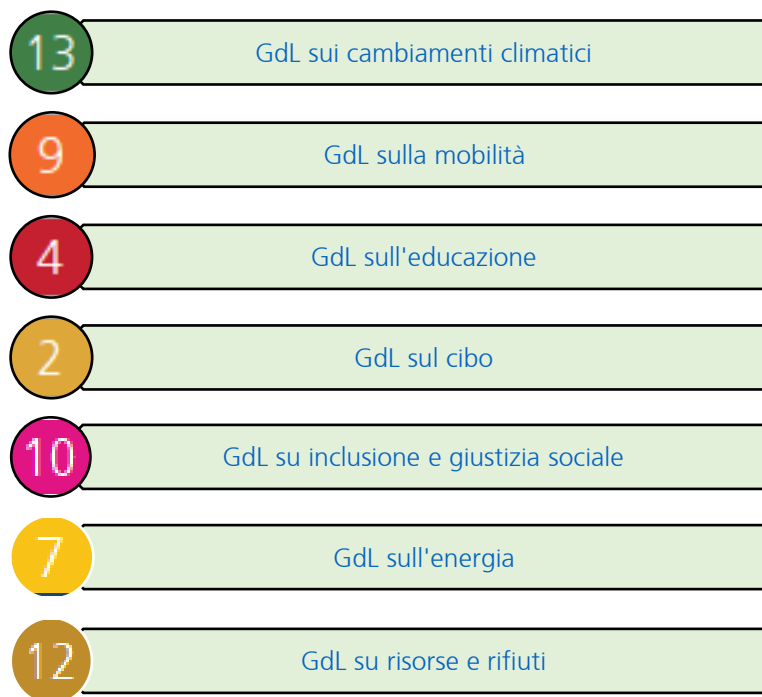 13
GdL sui cambiamenti climatici
9
GdL sulla mobilità
4
GdL sull'educazione
2
GdL sul cibo
10
GdL su inclusione e giustizia sociale
7
GdL sull'energia
12
GdL su risorse e rifiuti